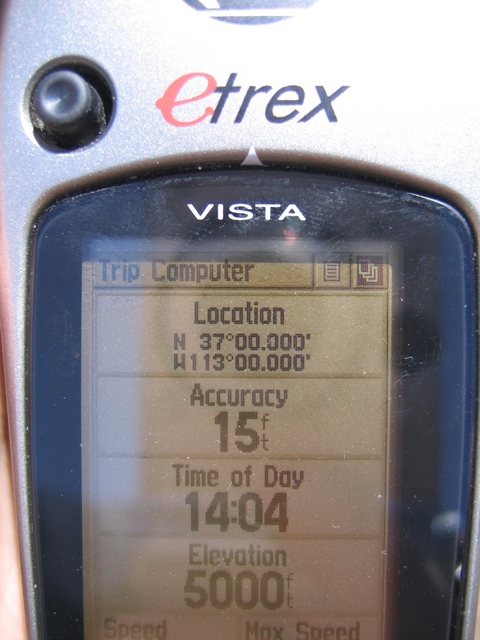 etrex
VISTA
Trip Computer
Location
N 37°00.000'
W113°00.000'
Accuracy
15ft
Time of Day
14:04
Elevation
5000ft
Speed Max Speed